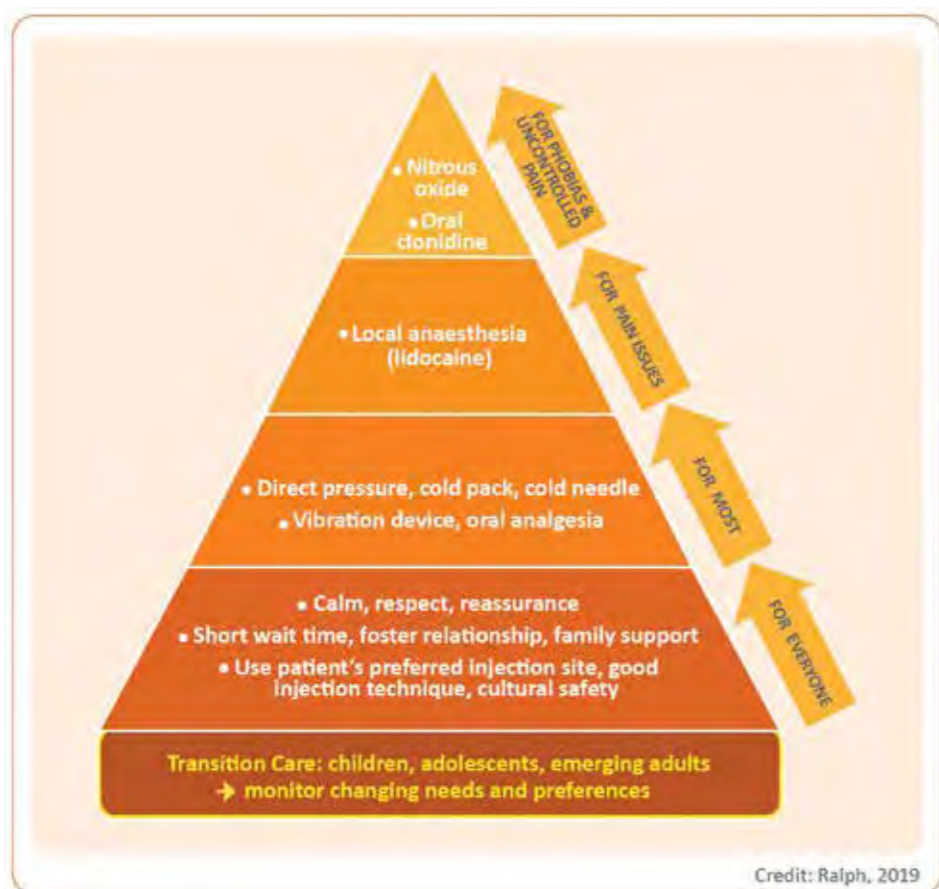 • Nitrous
oxide
• Oral
clonidine
FOR PHOBIAS &
UNCONTROLLED
PAIN
• Local anaesthesia
(lidocaine)
FOR PAIN ISSUES
• Direct pressure, cold pack, cold needle
• Vibration device, oral analgesia
FOR MOST
• Calm, respect, reassurance
• Short wait time, foster relationship, family support
• Use patient's preferred injection site, good
injection technique, cultural safety
FOR EVERYONE
Transition Care: children, adolescents, emerging adults
→ monitor changing needs and preferences
Credit: Ralph, 2019